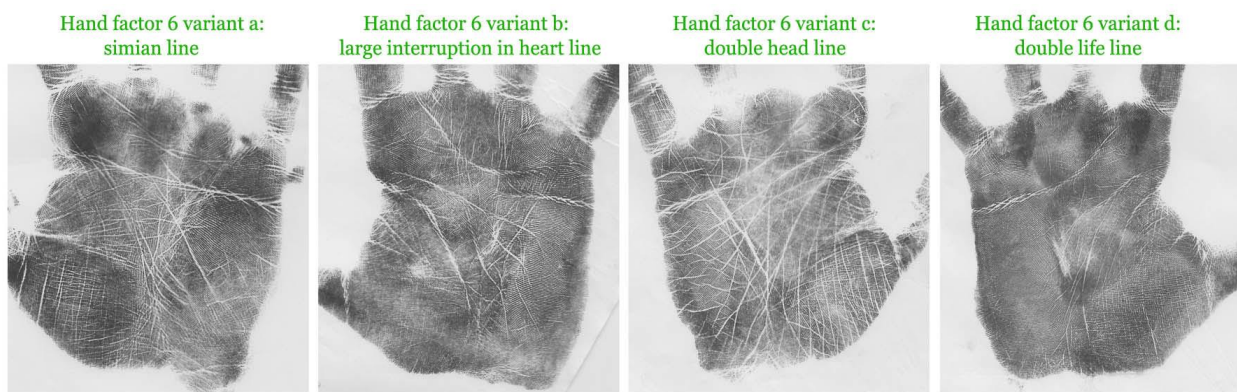 Hand factor 6 variant a:
simian line
Hand factor 6 variant b:
large interruption in heart line
Hand factor 6 variant c:
double head line
Hand factor 6 variant d:
double life line